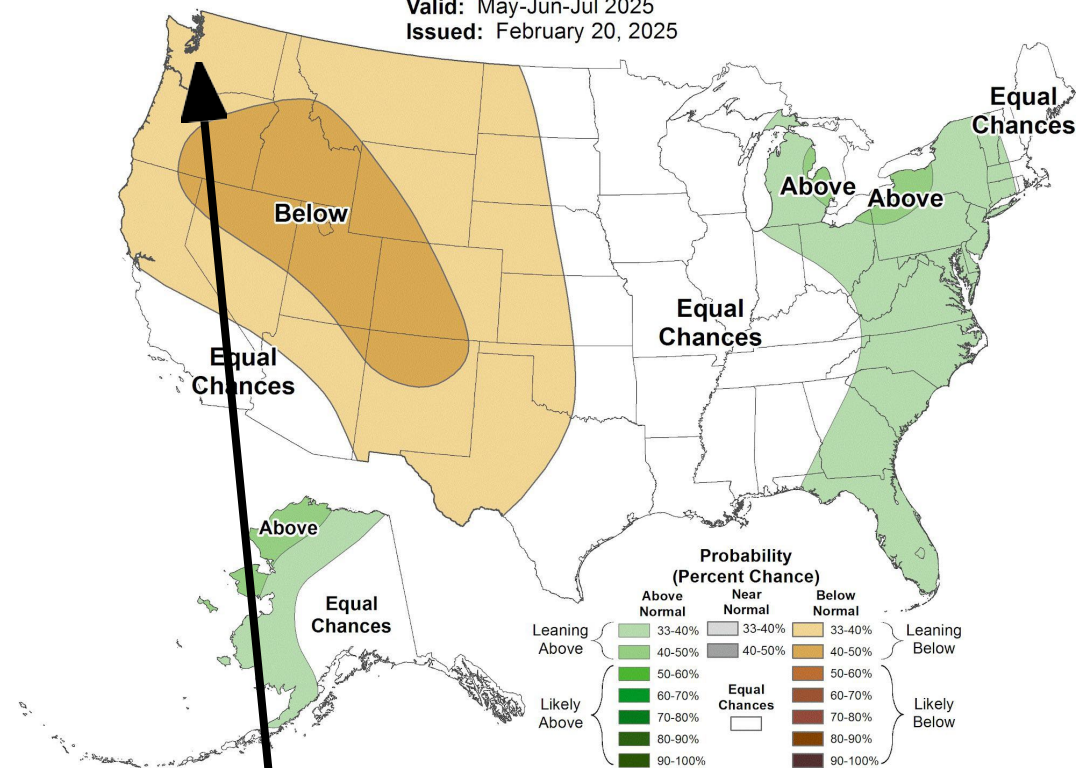 Valid: May-Jun-Jul 2025
Issued: February 20, 2025
Equal
Chances
Above
Above
Below
Equal
Chances
Equal
Chances
Above
Equal
Chances
Probability
(Percent Chance)
Above
Normal
Near
Normal
Below
Normal
Leaning
Above
33-40%
33-40%
33-40%
Leaning
Below
40-50%
40-50%
40-50%
50-60%
50-60%
Likely
Above
60-70%
Equal
Chances
60-70%
Likely
Below
70-80%
70-80%
80-90%
80-90%
90-100%
90-100%